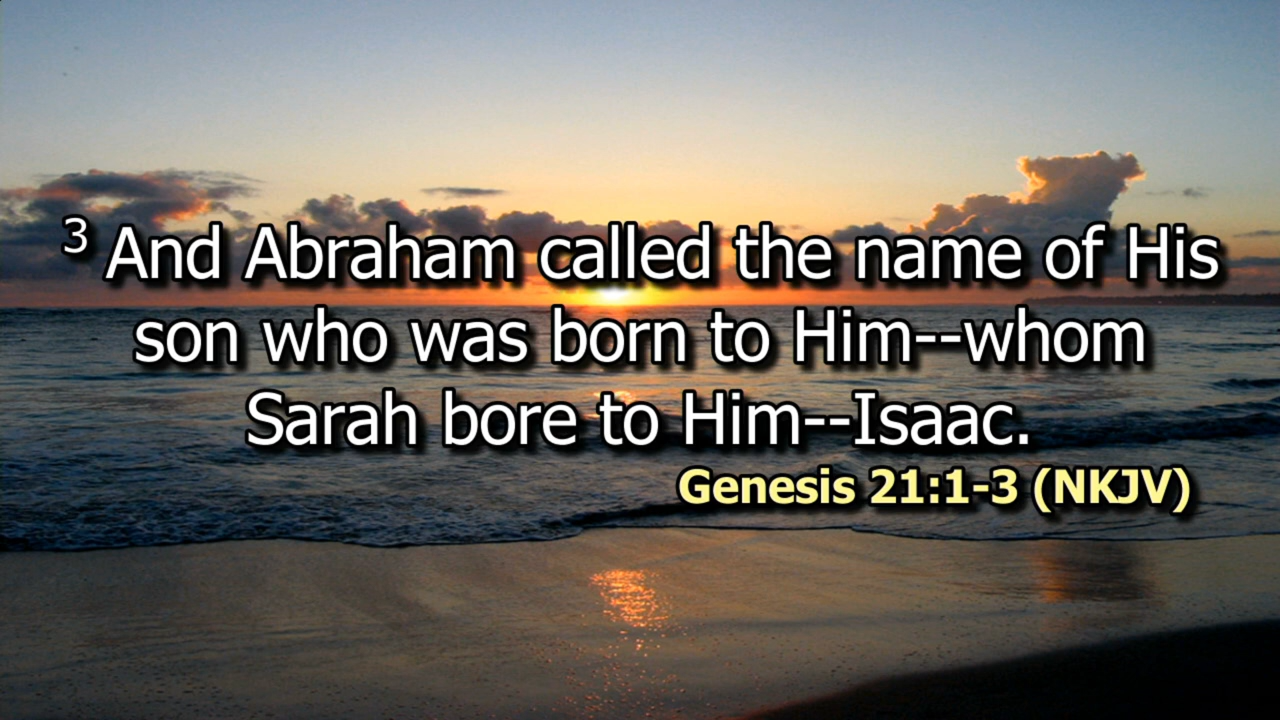 3 And Abraham called the name of His
son who was born to Him--whom
Sarah bore to Him--Isaac.
Genesis 21:1-3 (NKJV)